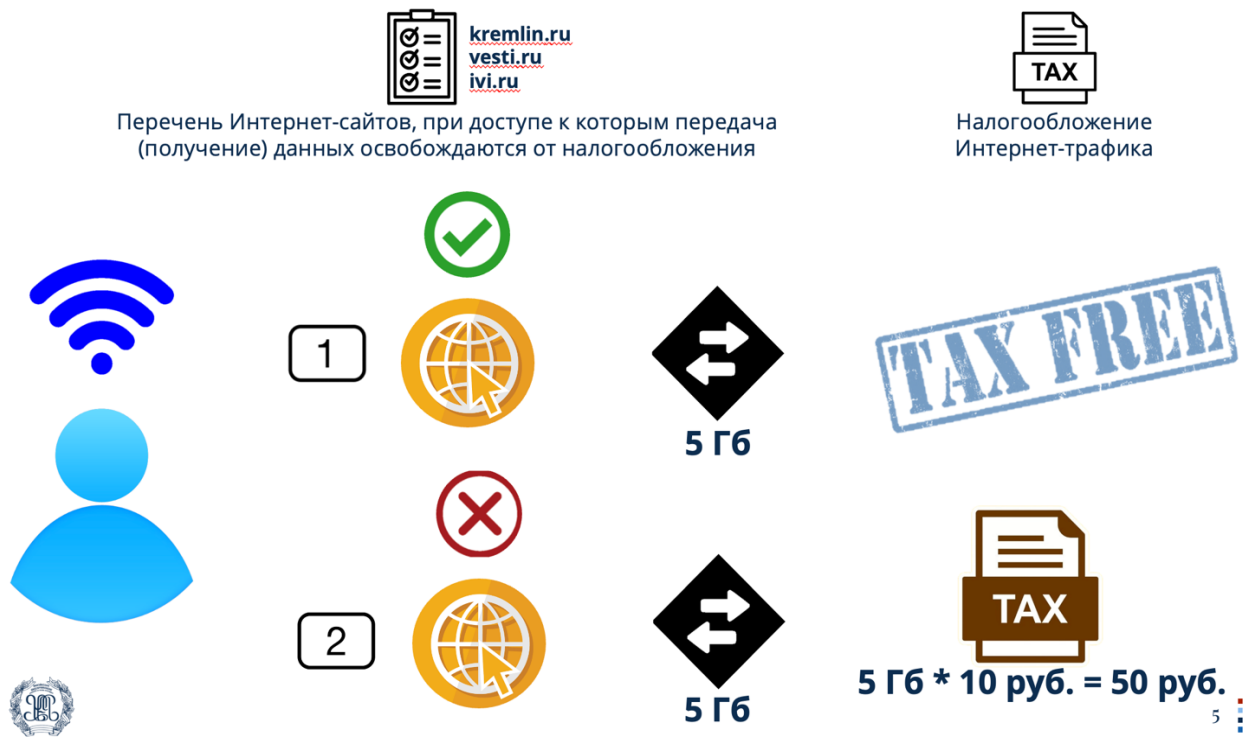 kremlin.ru
vesti.ru
ivi.ru
TAX
Перечень Интернет-сайтов, при доступе к которым передача
(получение) данных освобождаются от налогообложения
Налогообложение
Интернет-трафика
1
5 Гб
TAX FREE
2
5 Гб
TAX
5 Гб * 10 руб. = 50 руб.
5